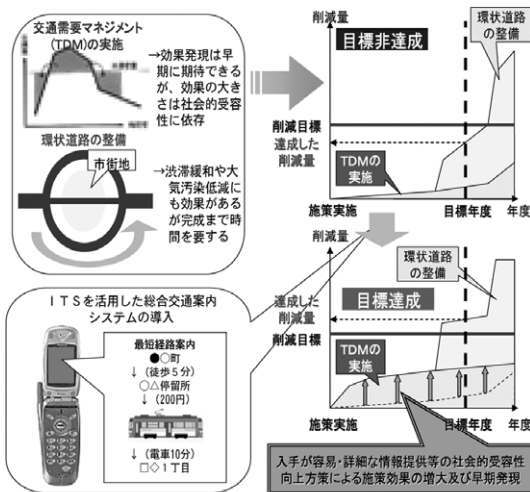 交通需要マネジメント
(TDM)の実施
→効果発現は早
期に期待できる
が、効果の大き
さは社会的受容
性に依存
環状道路の整備
市街地
→渋滞緩和や大
気汚染低減に
も効果がある
が完成まで時
間を要する
削減量
目標非達成
環状道路
の整備
削減目標
達成した
削減量
TDMの
実施
施策実施
目標年度
年度
削減量
環状道路
の整備
達成した
削減量
目標達成
削減目標
TDMの
実施
施策実施
目標年度
年度
ITSを活用した総合交通案内
システムの導入
最短経路案内
●○町
↓(徒歩5分)
○△停留所
↓(200円)
↓(電車10分)
□◇1丁目
入手が容易・詳細な情報提供等の社会的受容性
向上方策による施策効果の増大及び早期発現